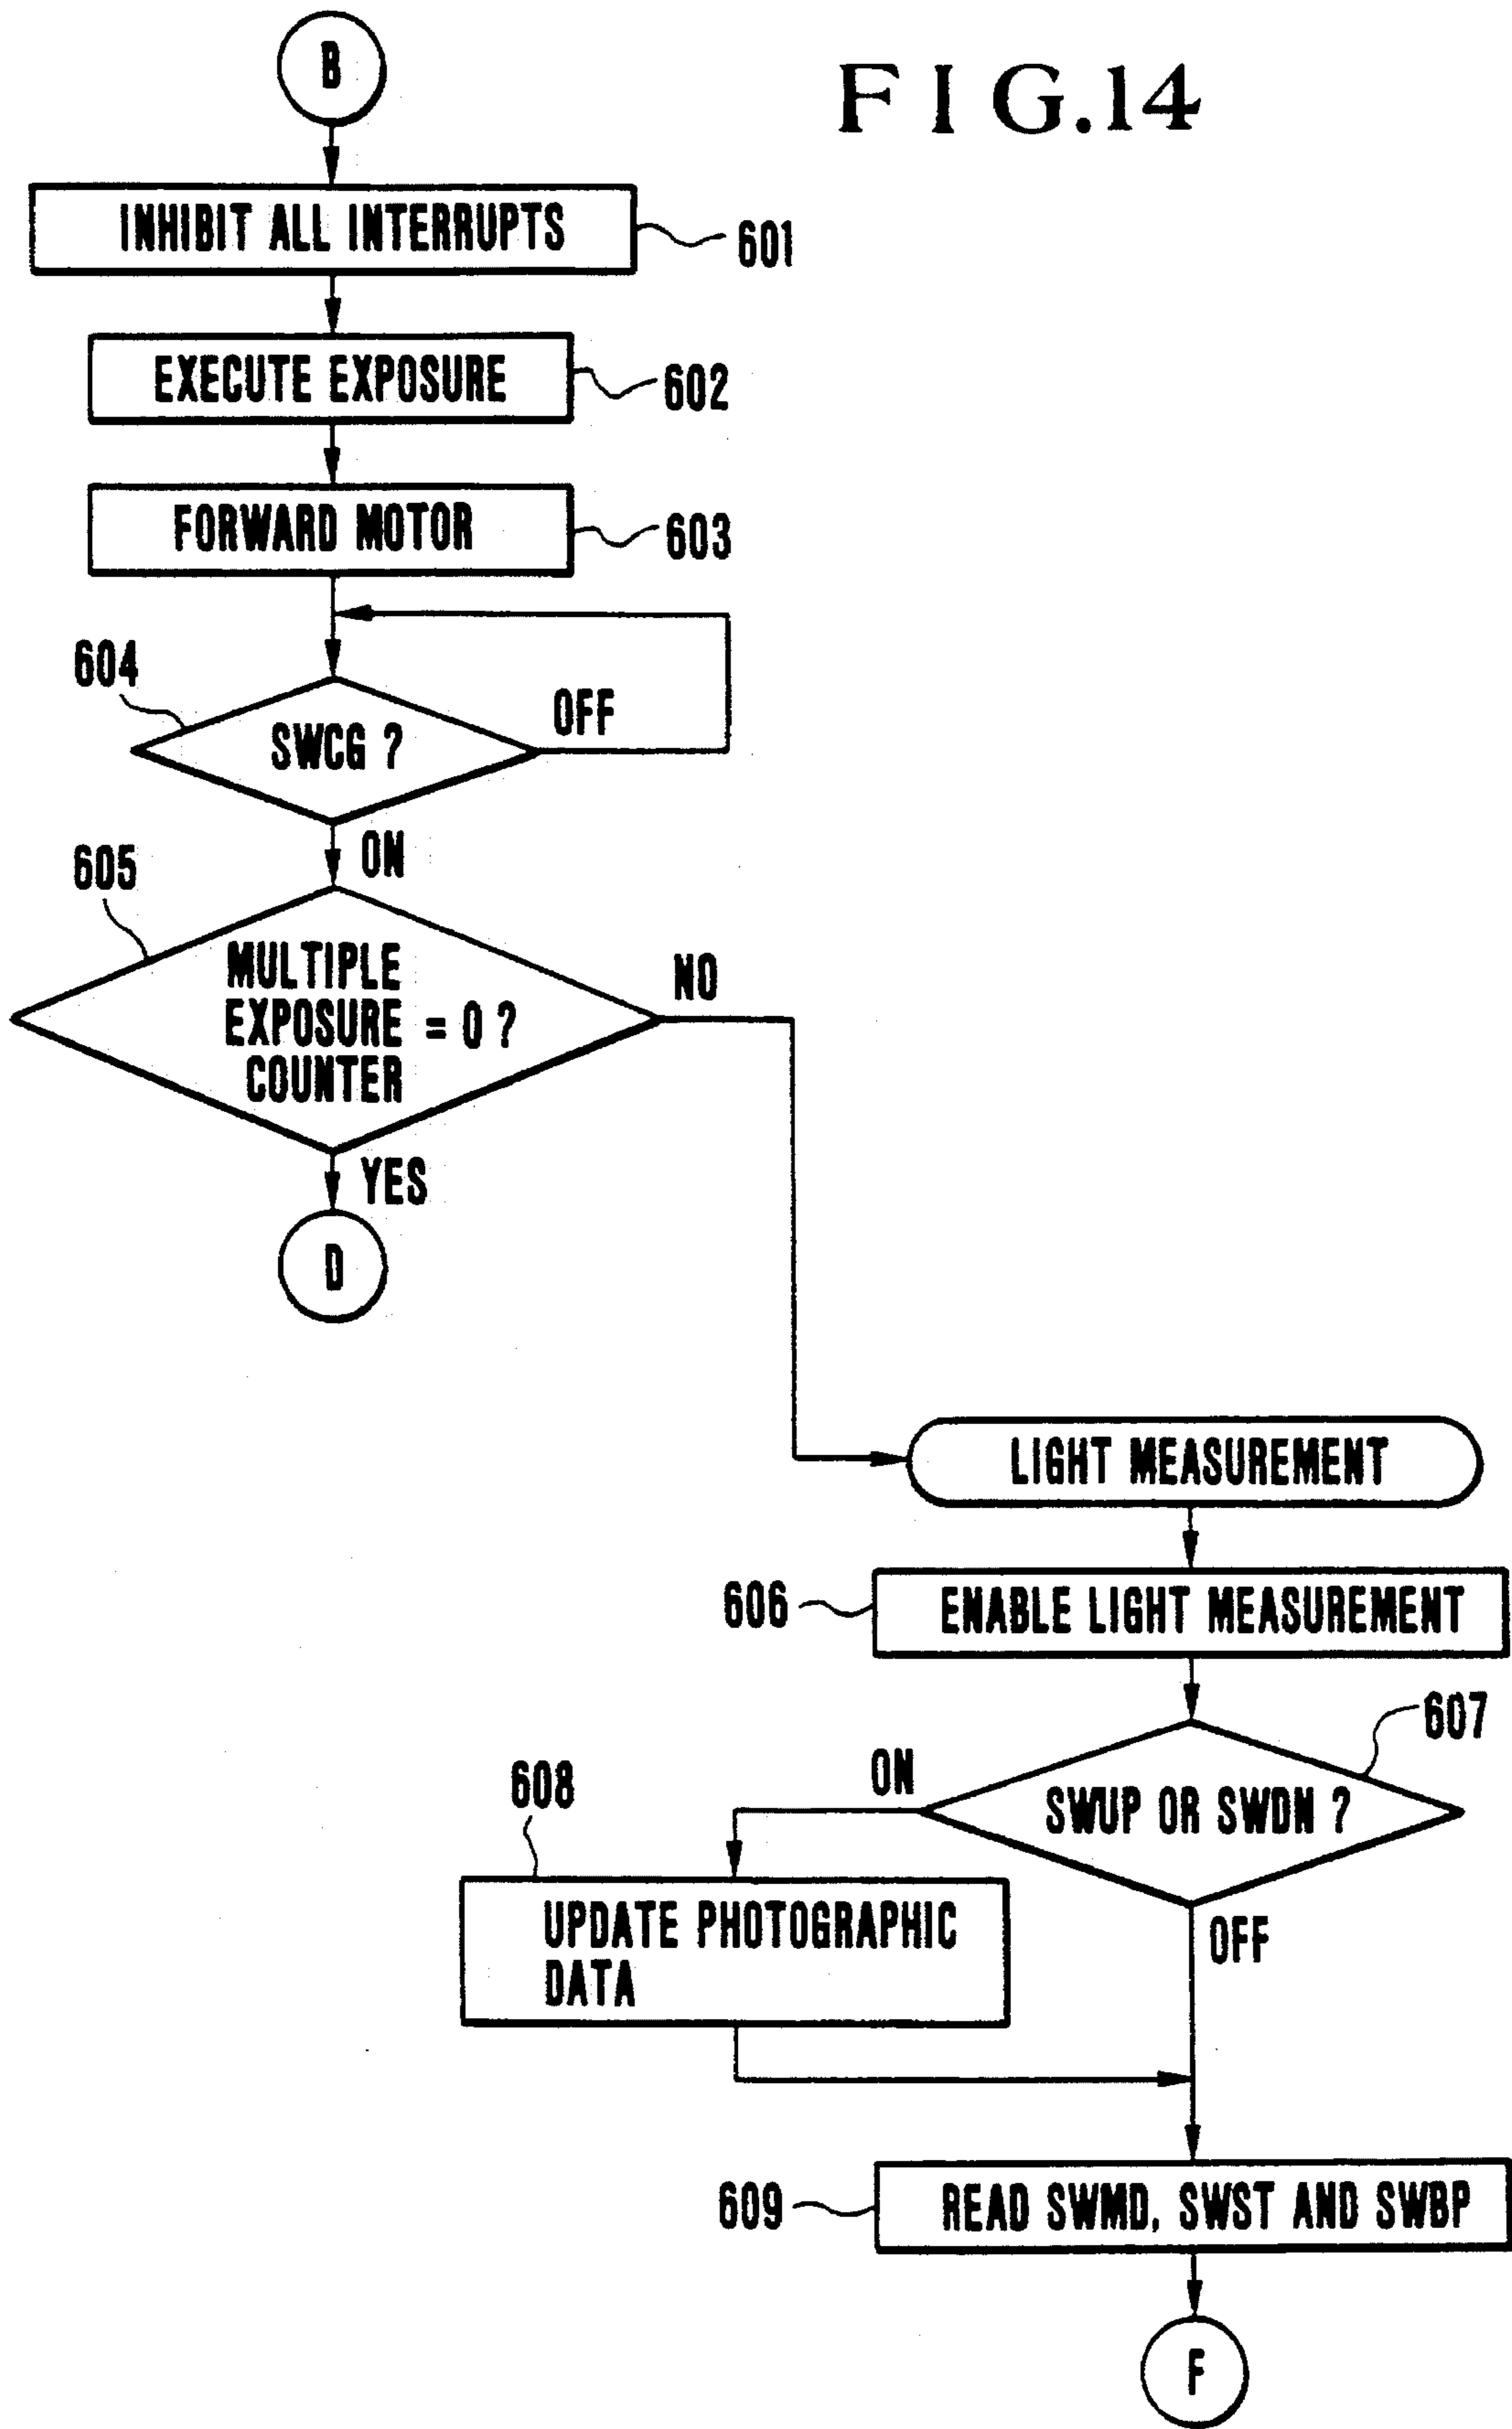 FIG.14
B
INHIBIT ALL INTERRUPTS
601
EXECUTE EXPOSURE
602
FORWARD MOTOR
603
604
SWCG ?
OFF
ON
605
MULTIPLE
EXPOSURE = 0 ?
COUNTER
NO
YES
D
LIGHT MEASUREMENT
606
ENABLE LIGHT MEASUREMENT
607
SWUP OR SWDN ?
ON
608
UPDATE PHOTOGRAPHIC
DATA
OFF
609
READ SWMD, SWST AND SWBP
F